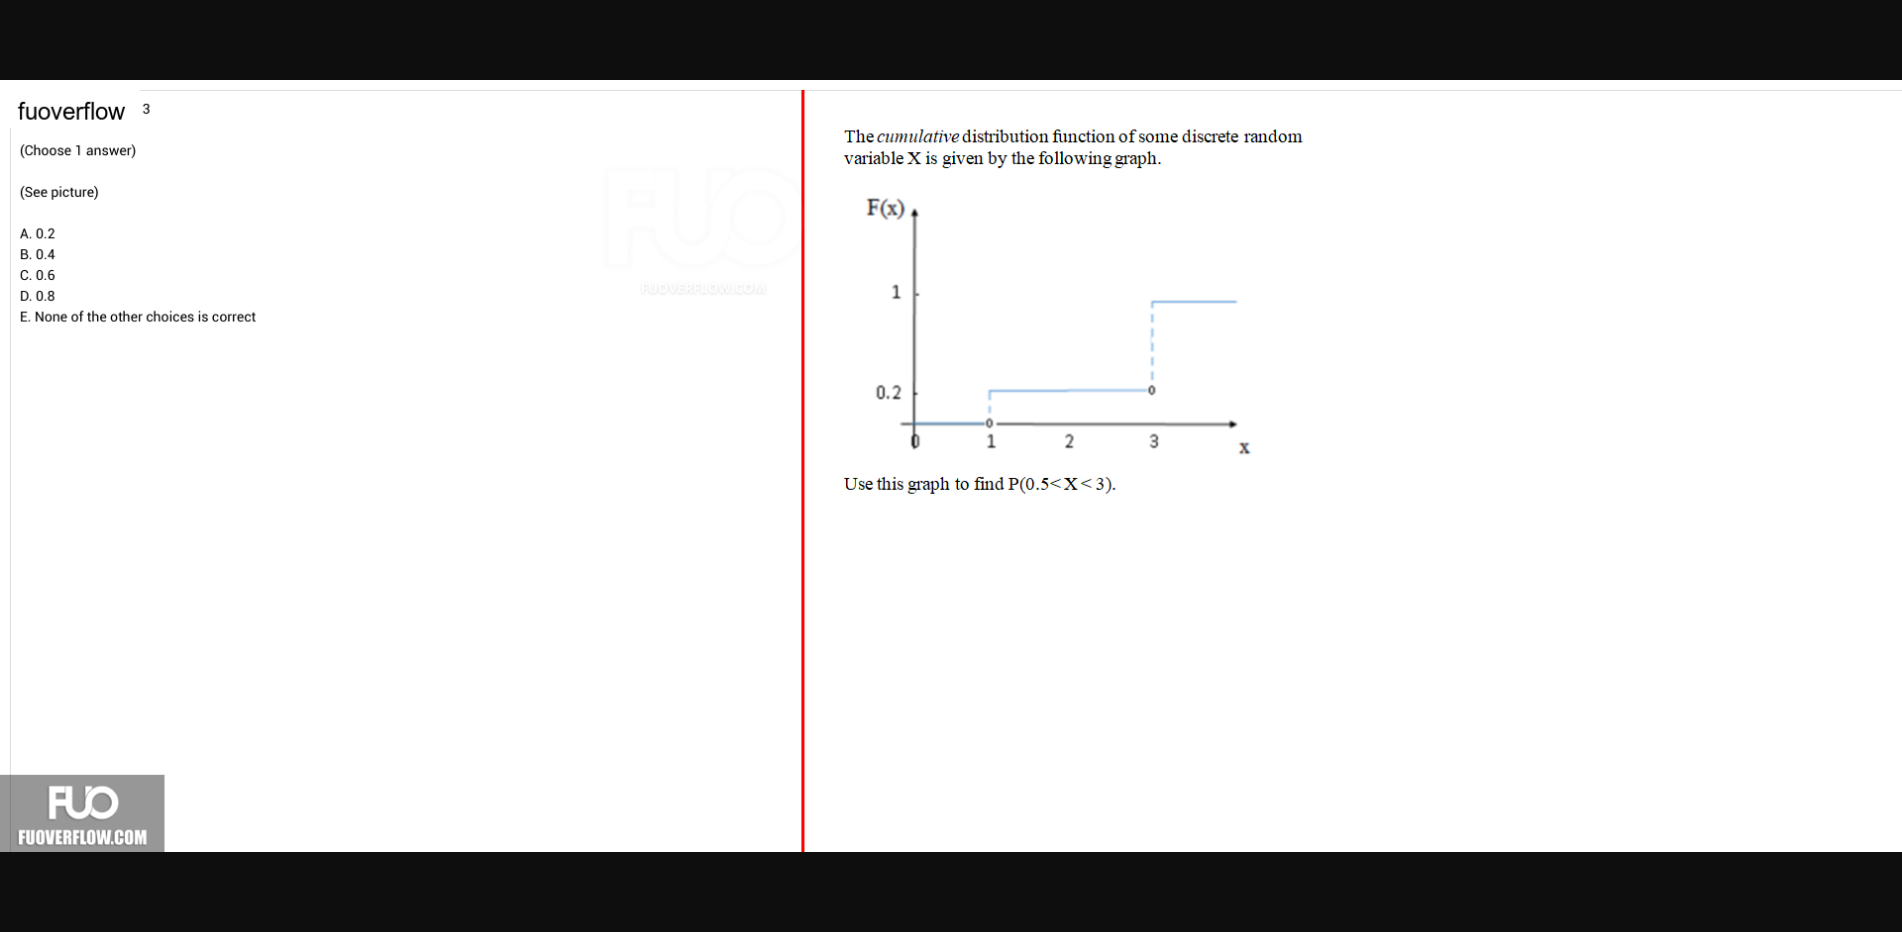 fuoverflow 3
(Choose 1 answer)
(See picture)
A. 0.2
B. 0.4
C. 0.6
D. 0.8
E. None of the other choices is correct
FUO
FUOVERFLOW.COM
The cumulative distribution function of some discrete random
variable X is given by the following graph.
F(x)
1
0.2
0 1 2 3 x
Use this graph to find P(0.5<X<3).
FUO
FUOVERFLOW.COM